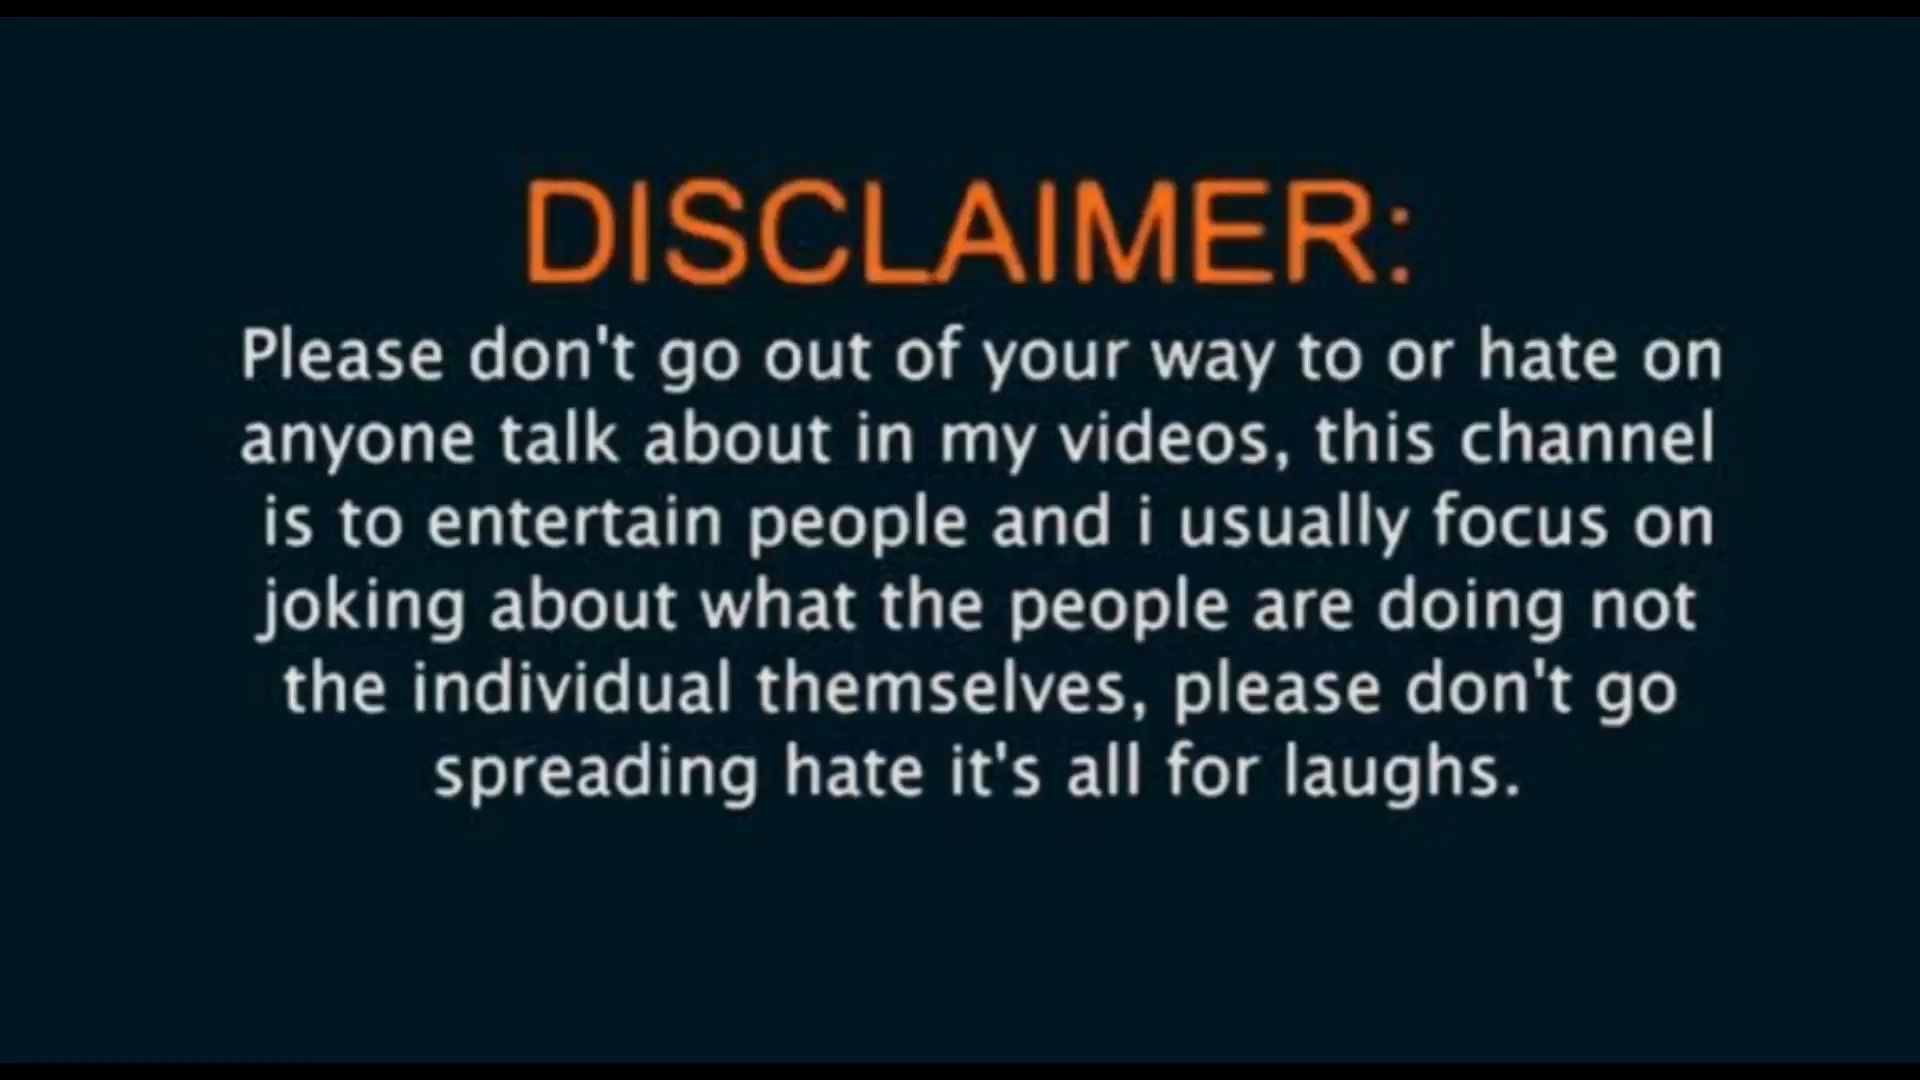 DISCLAIMER:
Please don't go out of your way to or hate on
anyone talk about in my videos, this channel
is to entertain people and i usually focus on
joking about what the people are doing not
the individual themselves, please don't go
spreading hate it's all for laughs.